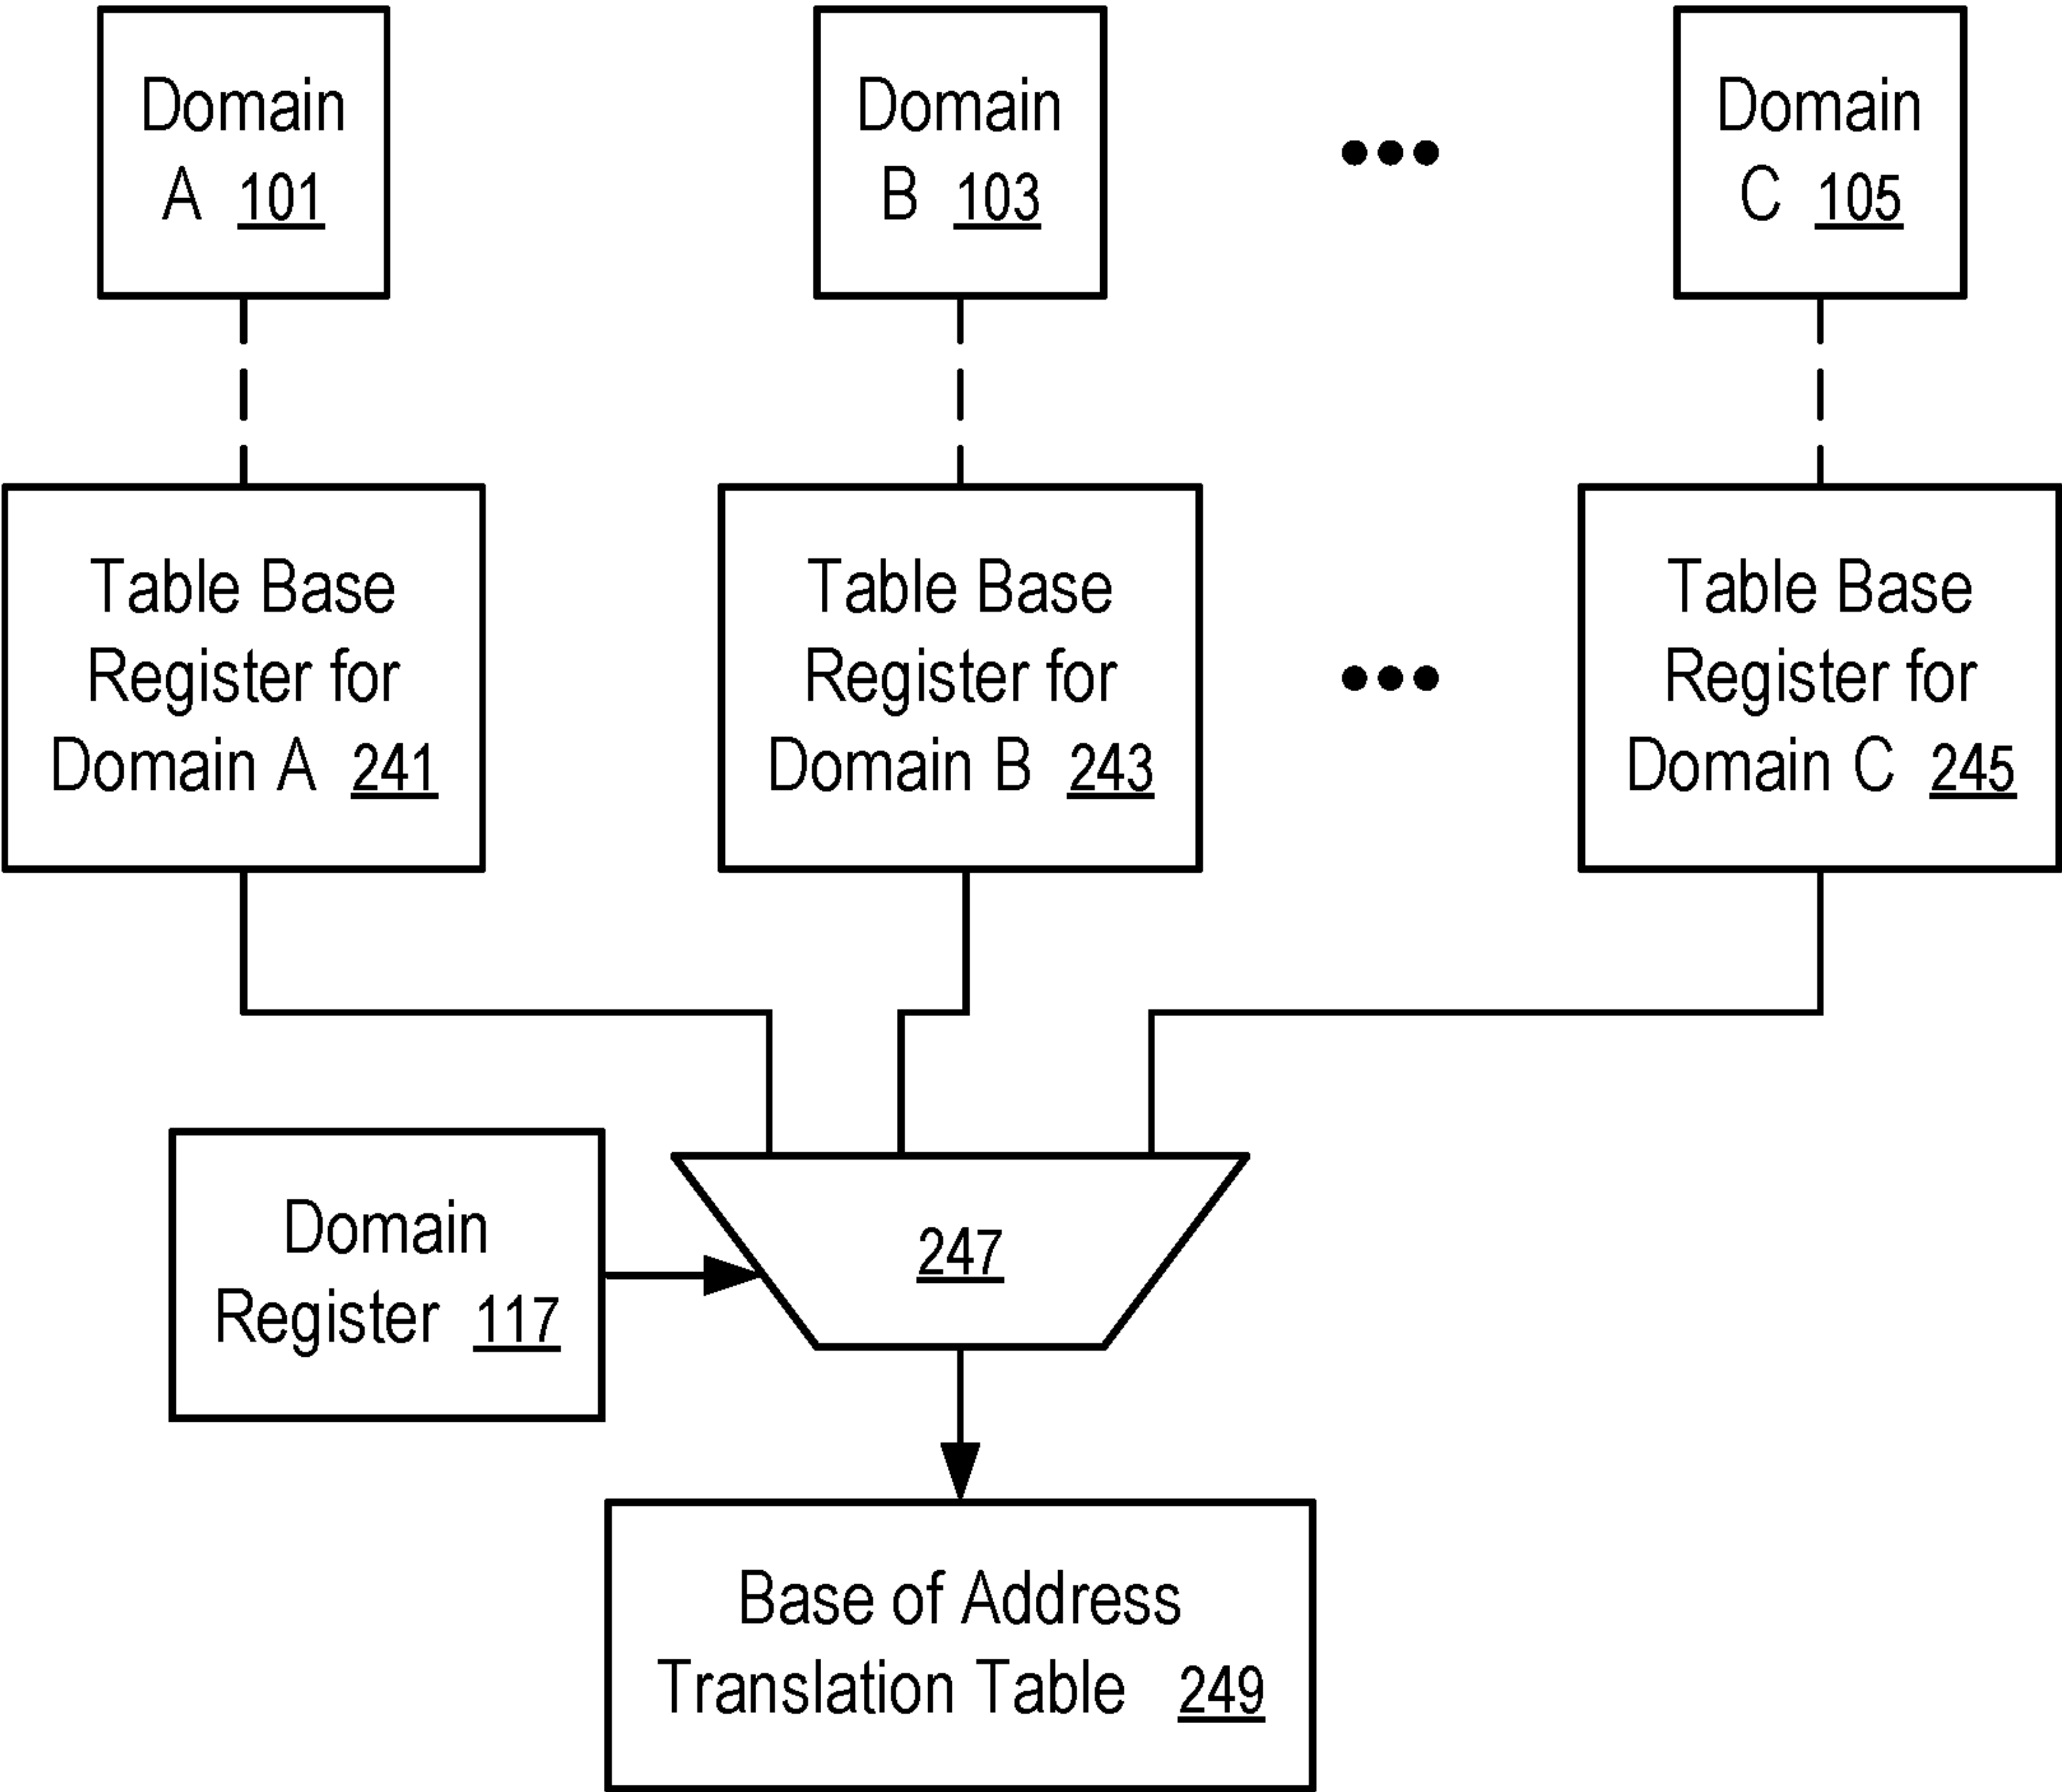 Domain
A 101
Domain
B 103
Domain
C 105
Table Base
Register for
Domain A 241
Table Base
Register for
Domain B 243
Table Base
Register for
Domain C 245
Domain
Register 117
247
Base of Address
Translation Table 249